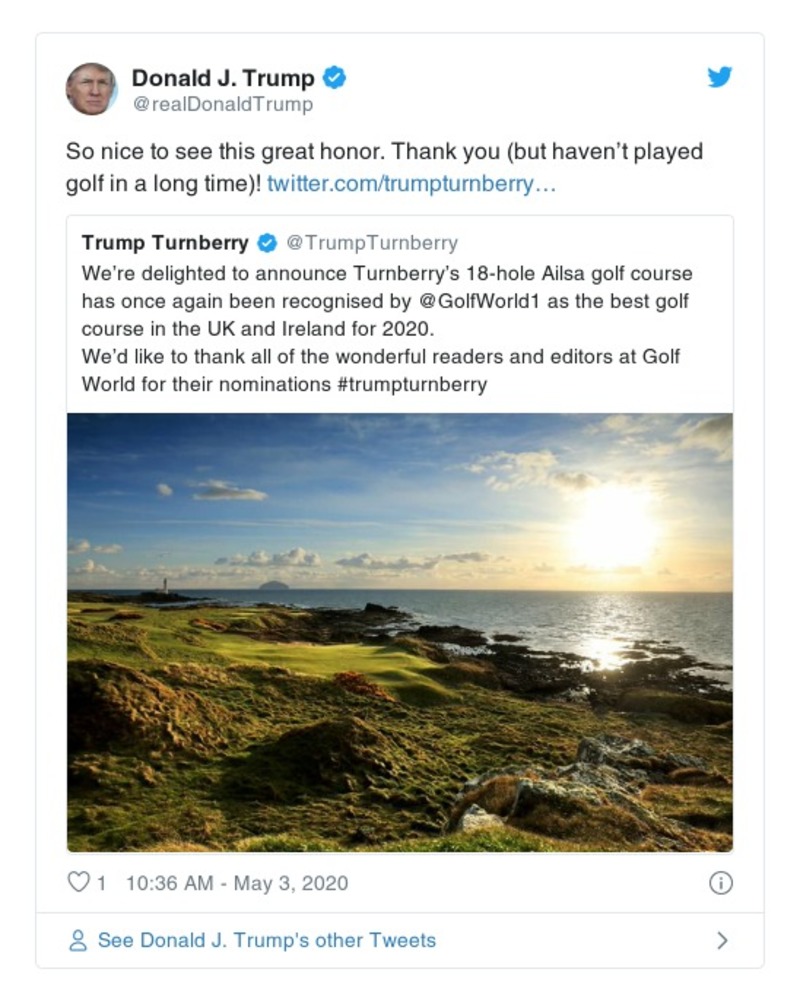 Donald J. Trump
@realDonaldTrump
So nice to see this great honor. Thank you (but haven’t played
golf in a long time)! twitter.com/trumpturnberry…
Trump Turnberry @TrumpTurnberry
We’re delighted to announce Turnberry’s 18-hole Ailsa golf course
has once again been recognised by @GolfWorld1 as the best golf
course in the UK and Ireland for 2020.
We’d like to thank all of the wonderful readers and editors at Golf
World for their nominations #trumpturnberry
1 10:36 AM - May 3, 2020
See Donald J. Trump's other Tweets